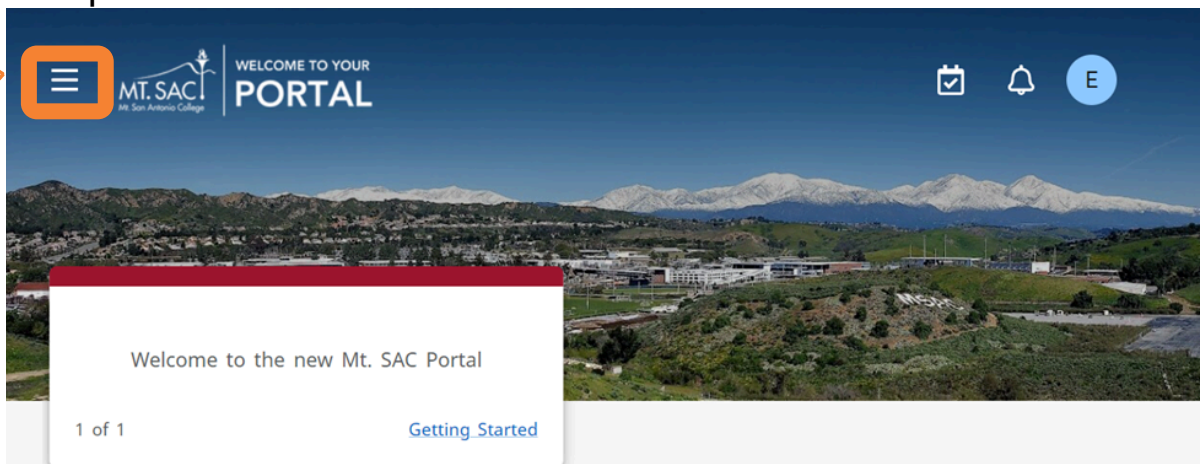 WELCOME TO YOUR
PORTAL
MT. SAC
Mt. San Antonio College
E
MSAC
Welcome to the new Mt. SAC Portal
1 of 1
Getting Started